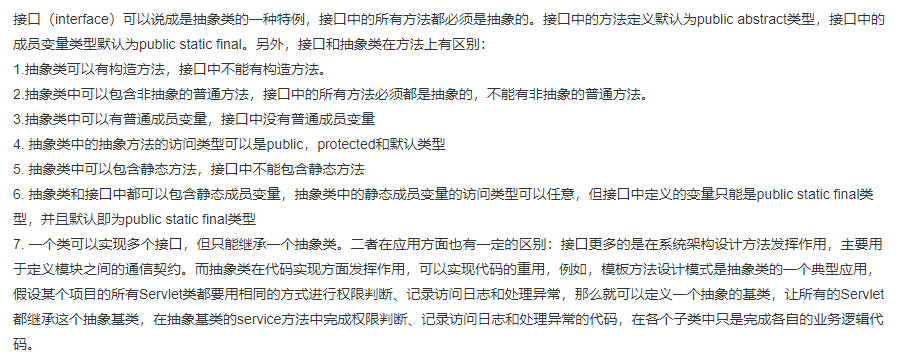 接口（interface）可以说成是抽象类的一种特例，接口中的所有方法都必须是抽象的。接口中的方法定义默认为public abstract类型，接口中的
成员变量类型默认为public static final。另外，接口和抽象类在方法上有区别：
1.抽象类可以有构造方法，接口中不能有构造方法。
2.抽象类中可以包含非抽象的普通方法，接口中的所有方法必须都是抽象的，不能有非抽象的普通方法。
3.抽象类中可以有普通成员变量，接口中没有普通成员变量
4. 抽象类中的抽象方法的访问类型可以是public，protected和默认类型
5. 抽象类中可以包含静态方法，接口中不能包含静态方法
6. 抽象类和接口中都可以包含静态成员变量，抽象类中的静态成员变量的访问类型可以任意，但接口中定义的变量只能是public static final类
型，并且默认即为public static final类型
7. 一个类可以实现多个接口，但只能继承一个抽象类。二者在应用方面也有一定的区别：接口更多的是在系统架构设计方法发挥作用，主要用
于定义模块之间的通信契约。而抽象类在代码实现方面发挥作用，可以实现代码的重用，例如，模板方法设计模式是抽象类的一个典型应用，
假设某个项目的所有Servlet类都要用相同的方式进行权限判断、记录访问日志和处理异常，那么就可以定义一个抽象的基类，让所有的Servlet
都继承这个抽象基类，在抽象基类的service方法中完成权限判断、记录访问日志和处理异常的代码，在各个子类中只是完成各自的业务逻辑代
码。